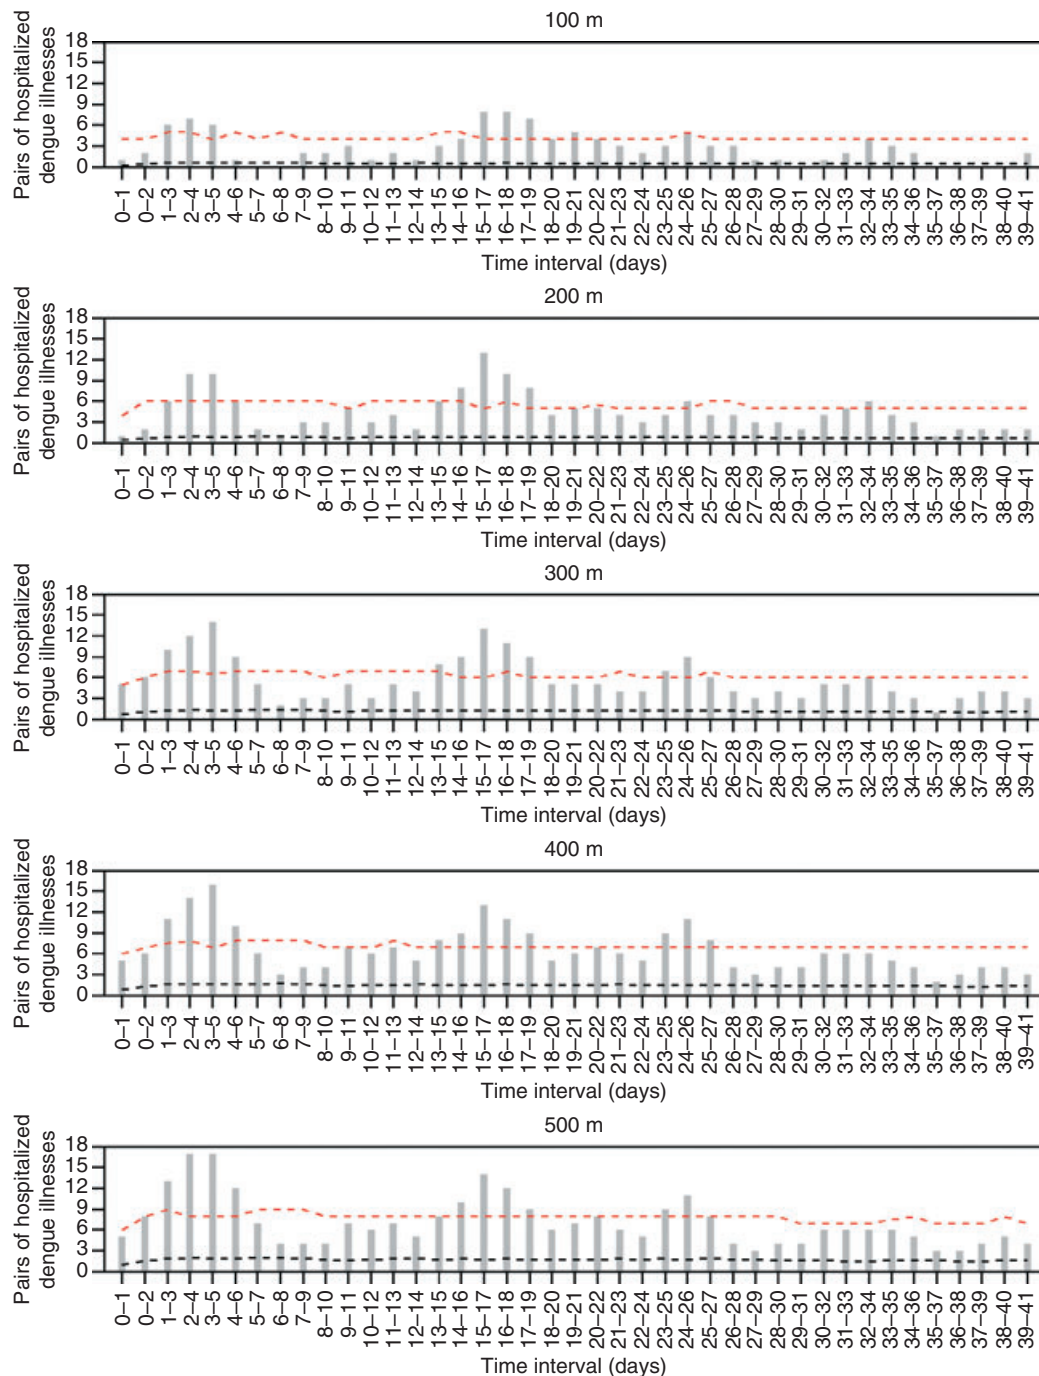 100 m
Pairs of hospitalized
dengue illnesses
18
15
12
9
6
3
0
0–1 0–2 1–3 2–4 3–5 4–6 5–7 6–8 7–9 8–10 9–11 10–12 11–13 12–14 13–15 14–16 15–17 16–18 17–19 18–20 19–21 20–22 21–23 22–24 23–25 24–26 25–27 26–28 27–29 28–30 29–31 30–32 31–33 32–34 33–35 34–36 35–37 36–38 37–39 38–40 39–41
Time interval (days)
200 m
Pairs of hospitalized
dengue illnesses
18
15
12
9
6
3
0
0–1 0–2 1–3 2–4 3–5 4–6 5–7 6–8 7–9 8–10 9–11 10–12 11–13 12–14 13–15 14–16 15–17 16–18 17–19 18–20 19–21 20–22 21–23 22–24 23–25 24–26 25–27 26–28 27–29 28–30 29–31 30–32 31–33 32–34 33–35 34–36 35–37 36–38 37–39 38–40 39–41
Time interval (days)
300 m
Pairs of hospitalized
dengue illnesses
18
15
12
9
6
3
0
0–1 0–2 1–3 2–4 3–5 4–6 5–7 6–8 7–9 8–10 9–11 10–12 11–13 12–14 13–15 14–16 15–17 16–18 17–19 18–20 19–21 20–22 21–23 22–24 23–25 24–26 25–27 26–28 27–29 28–30 29–31 30–32 31–33 32–34 33–35 34–36 35–37 36–38 37–39 38–40 39–41
Time interval (days)
400 m
Pairs of hospitalized
dengue illnesses
18
15
12
9
6
3
0
0–1 0–2 1–3 2–4 3–5 4–6 5–7 6–8 7–9 8–10 9–11 10–12 11–13 12–14 13–15 14–16 15–17 16–18 17–19 18–20 19–21 20–22 21–23 22–24 23–25 24–26 25–27 26–28 27–29 28–30 29–31 30–32 31–33 32–34 33–35 34–36 35–37 36–38 37–39 38–40 39–41
Time interval (days)
500 m
Pairs of hospitalized
dengue illnesses
18
15
12
9
6
3
0
0–1 0–2 1–3 2–4 3–5 4–6 5–7 6–8 7–9 8–10 9–11 10–12 11–13 12–14 13–15 14–16 15–17 16–18 17–19 18–20 19–21 20–22 21–23 22–24 23–25 24–26 25–27 26–28 27–29 28–30 29–31 30–32 31–33 32–34 33–35 34–36 35–37 36–38 37–39 38–40 39–41
Time interval (days)